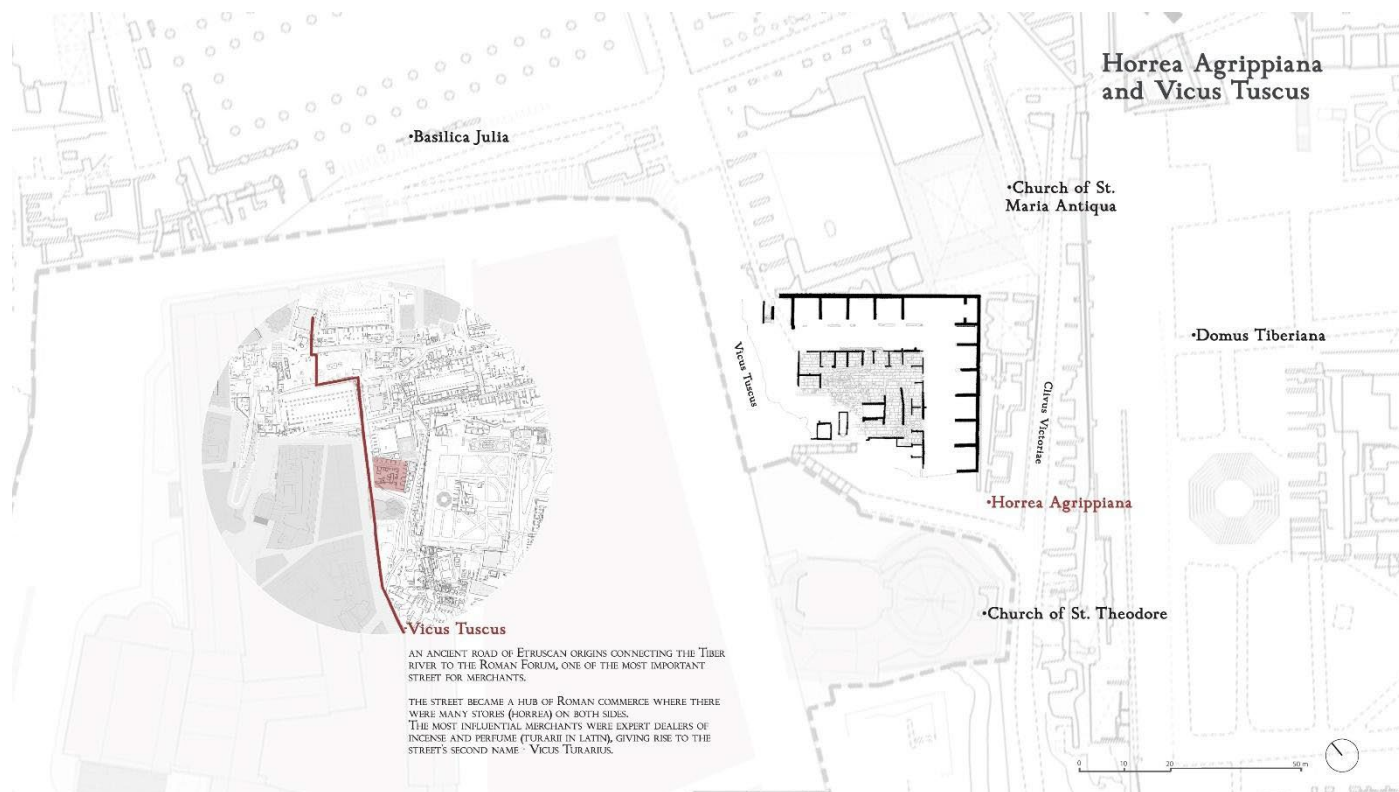 Horrea Agrippiana
and Vicus Tuscus
•Basilica Julia
•Church of St.
Maria Antiqua
•Domus Tiberiana
Vicus Tuscus
Clivus Victoriae
•Horrea Agrippiana
•Church of St. Theodore
Vicus Tuscus
AN ANCIENT ROAD OF ETRUSCAN ORIGINS CONNECTING THE TIBER
RIVER TO THE ROMAN FORUM, ONE OF THE MOST IMPORTANT
STREET FOR MERCHANTS.
THE STREET BECAME A HUB OF ROMAN COMMERCE WHERE THERE
WERE MANY STORES (HORREA) ON BOTH SIDES.
THE MOST INFLUENTIAL MERCHANTS WERE EXPERT DEALERS OF
INCENSE AND PERFUME (TURARII IN LATIN), GIVING RISE TO THE
STREET'S SECOND NAME - VICUS TURARIUS.
0 10 20 50 m